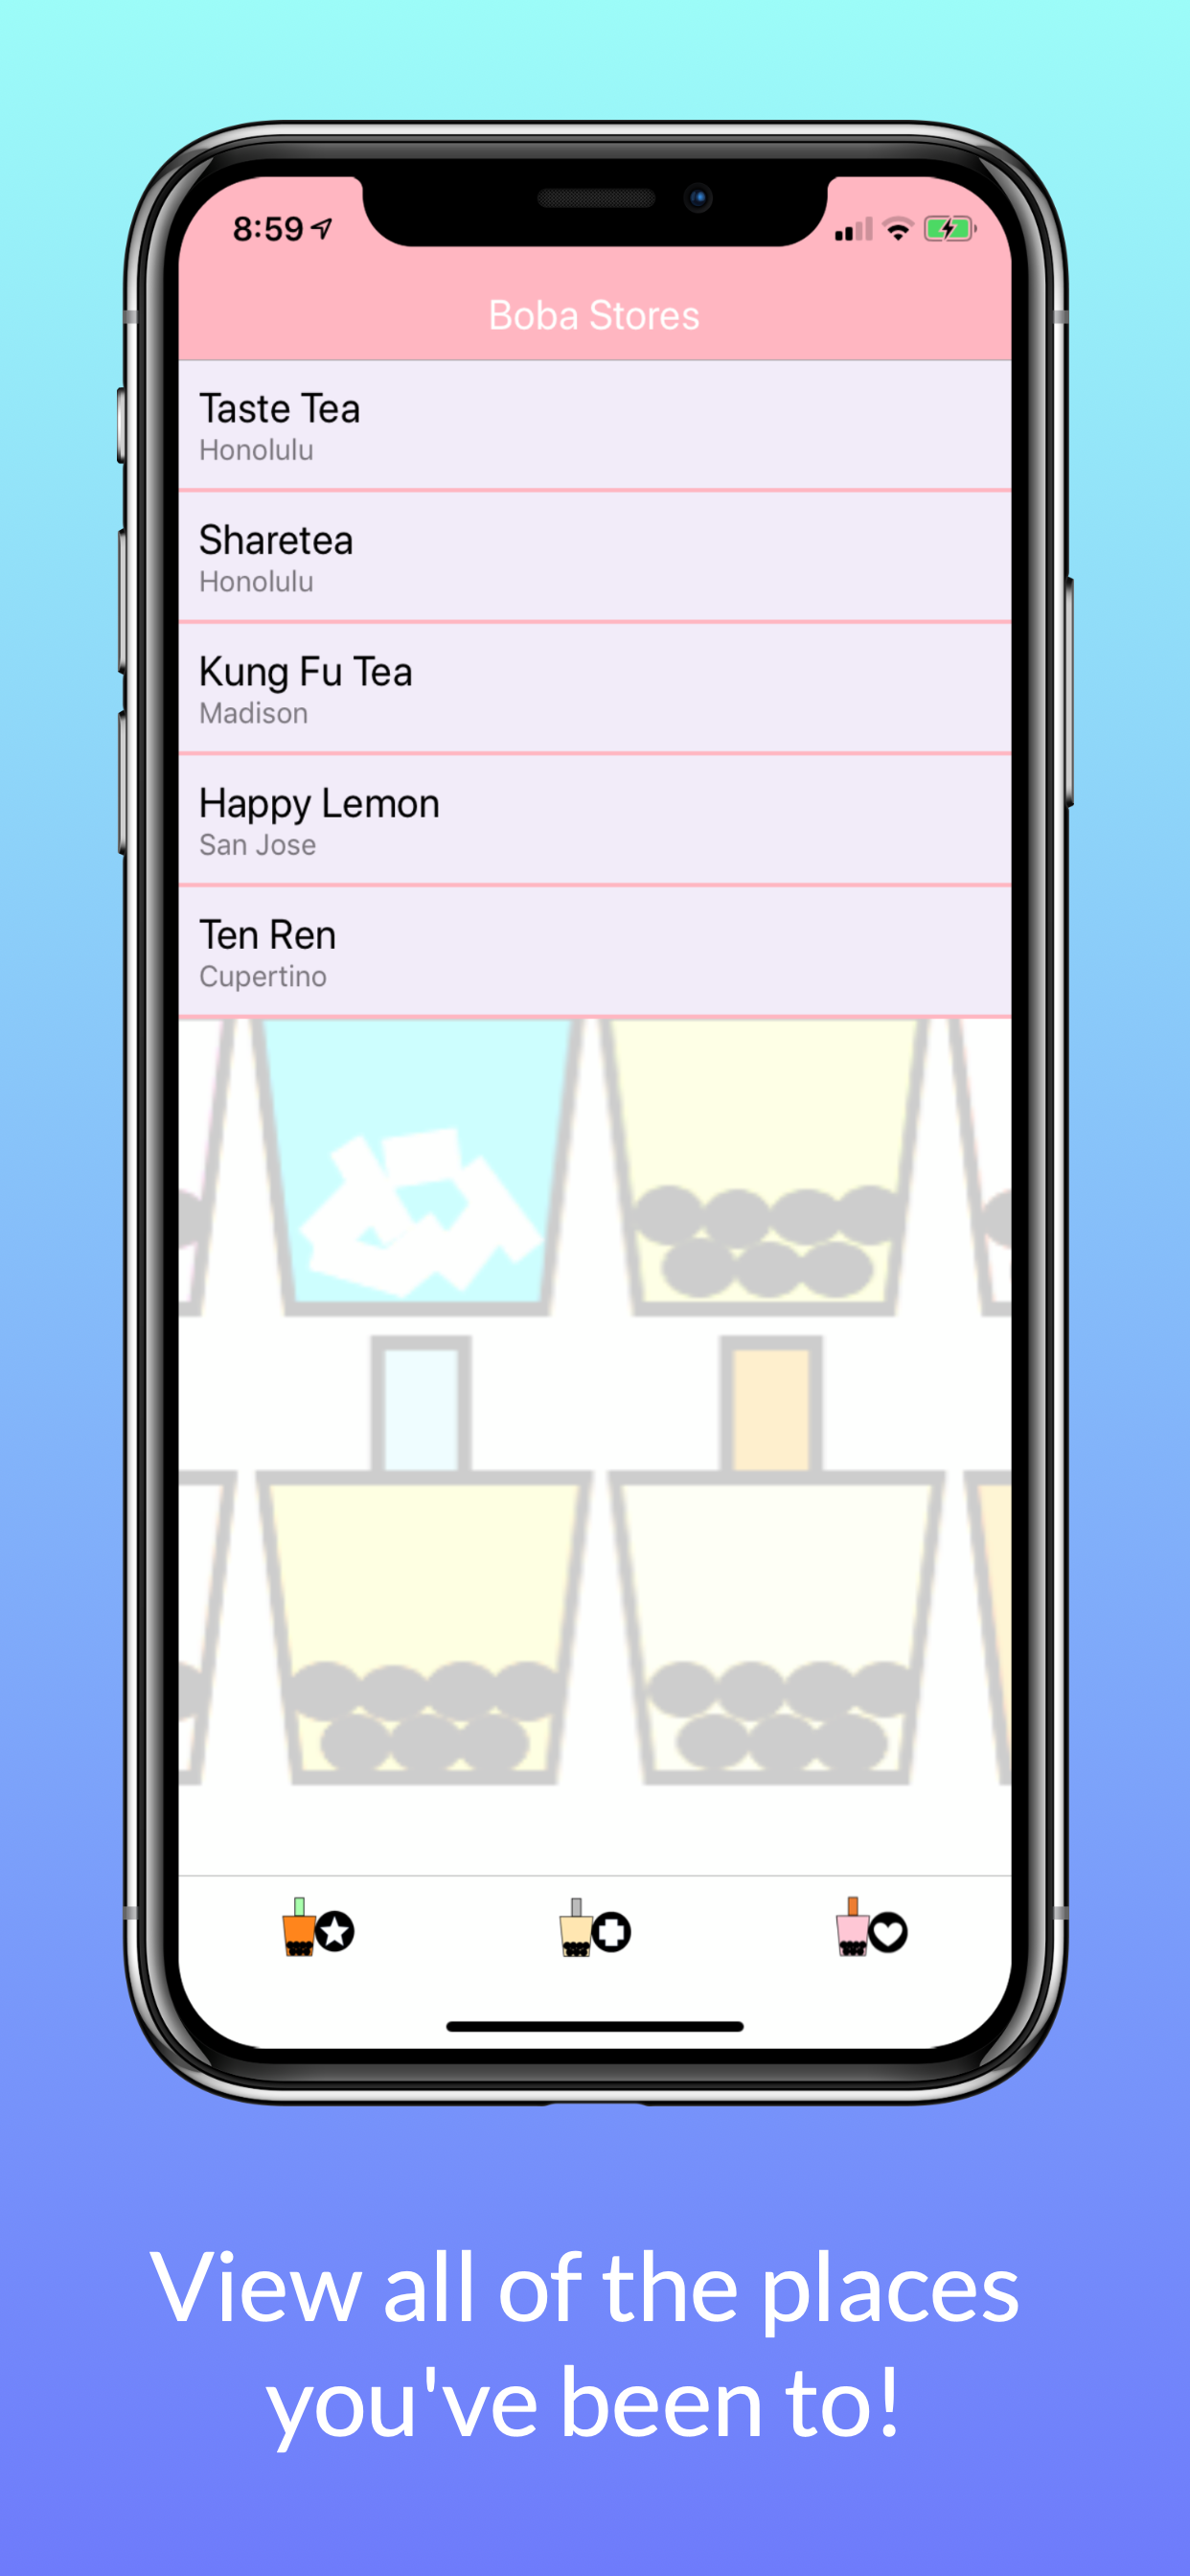 8:59
Boba Stores
Taste Tea
Honolulu
Sharetea
Honolulu
Kung Fu Tea
Madison
Happy Lemon
San Jose
Ten Ren
Cupertino
View all of the places
you've been to!